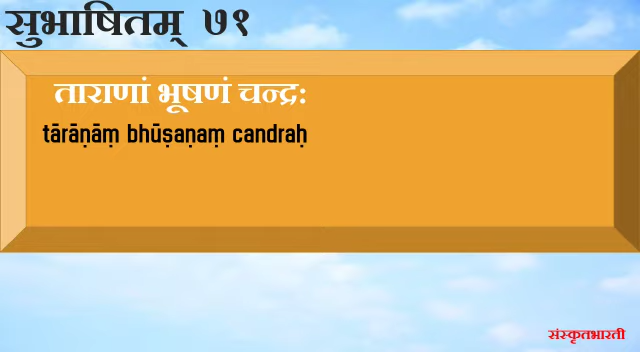 सुभाषितम् ७१
ताराणां भूषणं चन्द्रः
tārāṇāṃ bhūṣaṇaṃ candraḥ
संस्कृतभारती